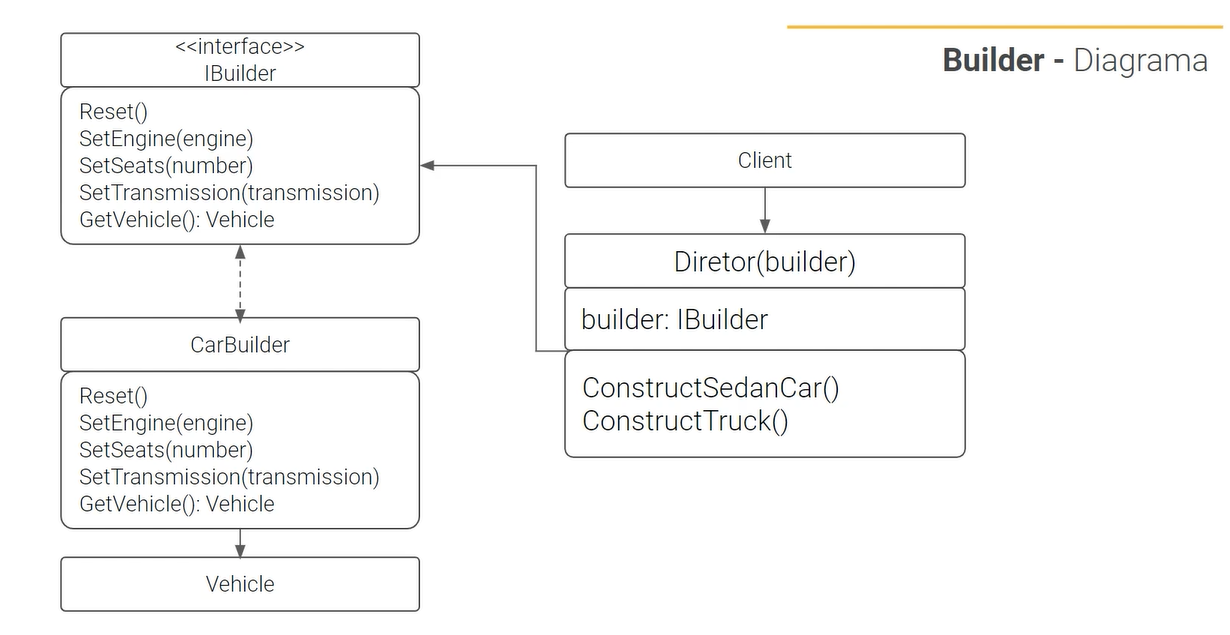 Builder - Diagrama
<<interface>>
IBuilder
Reset()
SetEngine(engine)
SetSeats(number)
SetTransmission(transmission)
GetVehicle(): Vehicle
CarBuilder
Reset()
SetEngine(engine)
SetSeats(number)
SetTransmission(transmission)
GetVehicle(): Vehicle
Vehicle
Client
Diretor(builder)
builder: IBuilder
ConstructSedanCar()
ConstructTruck()